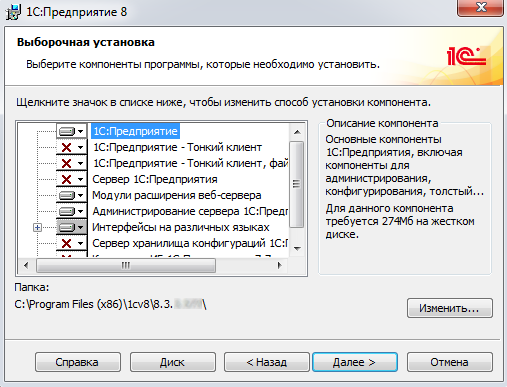 1С:Предприятие 8
Выборочная установка
Выберите компоненты программы, которые необходимо установить.
1С
Щелкните значок в списке ниже, чтобы изменить способ установки компонента.
1С:Предприятие
1С:Предприятие - Тонкий клиент
1С:Предприятие - Тонкий клиент, фай
Сервер 1С:Предприятия
Модули расширения веб-сервера
Администрирование сервера 1С:Пред
Интерфейсы на различных языках
Сервер хранилища конфигураций 1С:П
Описание компонента
Основные компоненты
1С:Предприятия, включая
компоненты для
администрирования,
конфигурирования, толстый...
Для данного компонента
требуется 274Мб на жестком
диске.
Папка:
C:\Program Files (x86)\1cv8\8.3.
Изменить...
Справка
Диск
< Назад
Далее >
Отмена